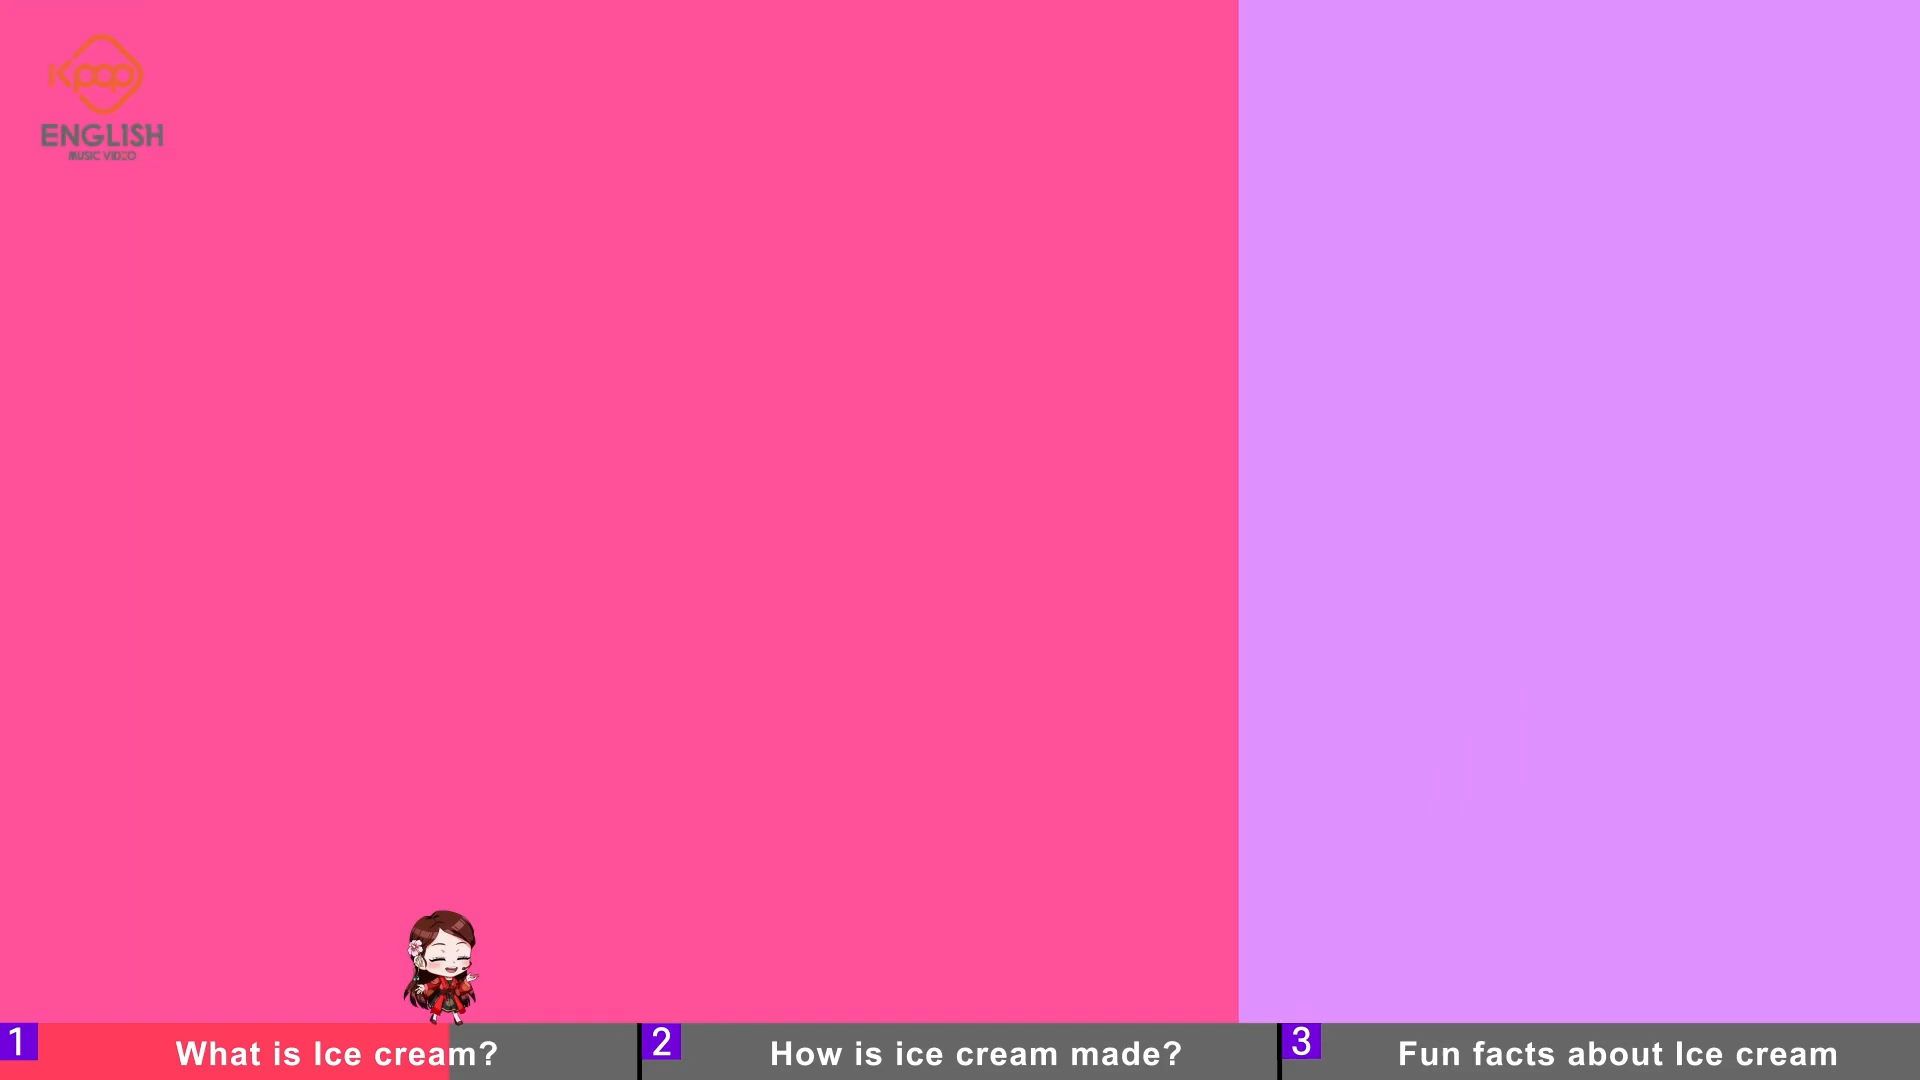 Kpop
ENGLISH
MUSIC VIDEO
1
What is Ice cream?
2
How is ice cream made?
3
Fun facts about Ice cream